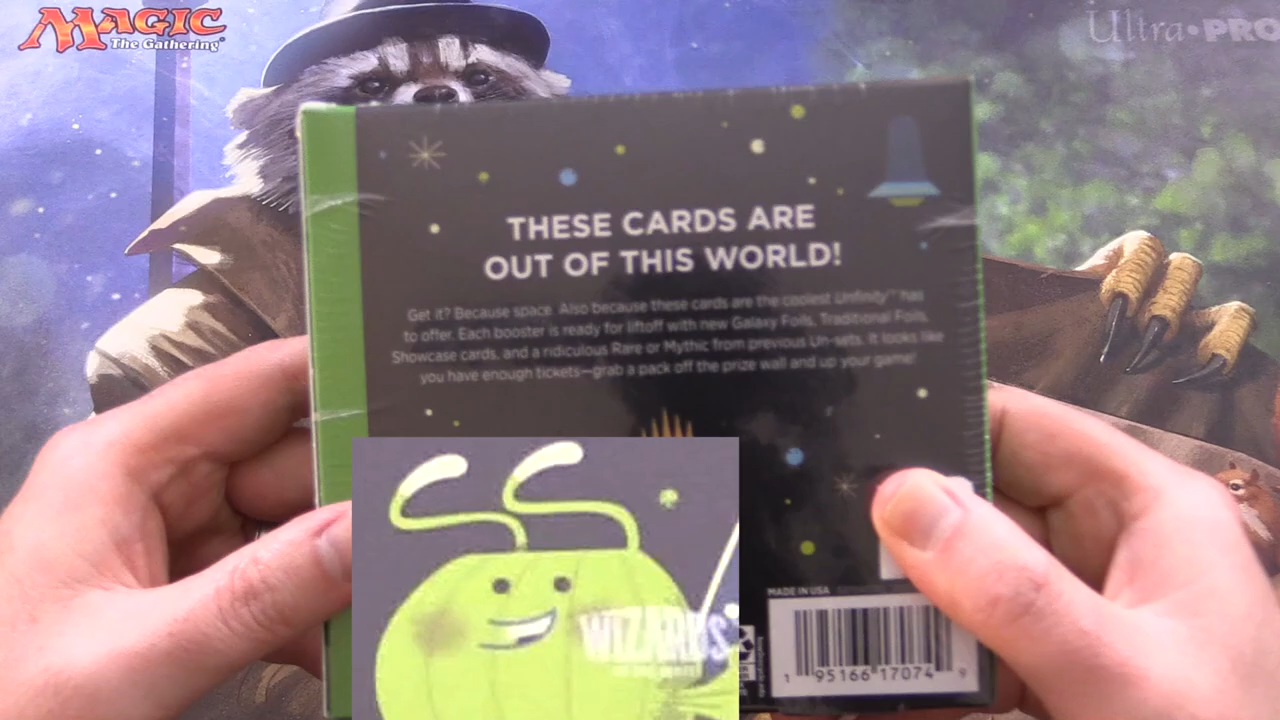 MAGIC
The Gathering
Ultra•PRO
THESE CARDS ARE
OUT OF THIS WORLD!
Get it? Because space. Also because these cards are the coolest Unfinity™ has
to offer. Each booster is ready for liftoff with new Galaxy Foils, Traditional Foils,
Showcase cards, and a ridiculous Rare or Mythic from previous Un-sets. It looks like
you have enough tickets—grab a pack off the prize wall and up your game!
WIZARDS
MADE IN USA
1 95166 17074 9